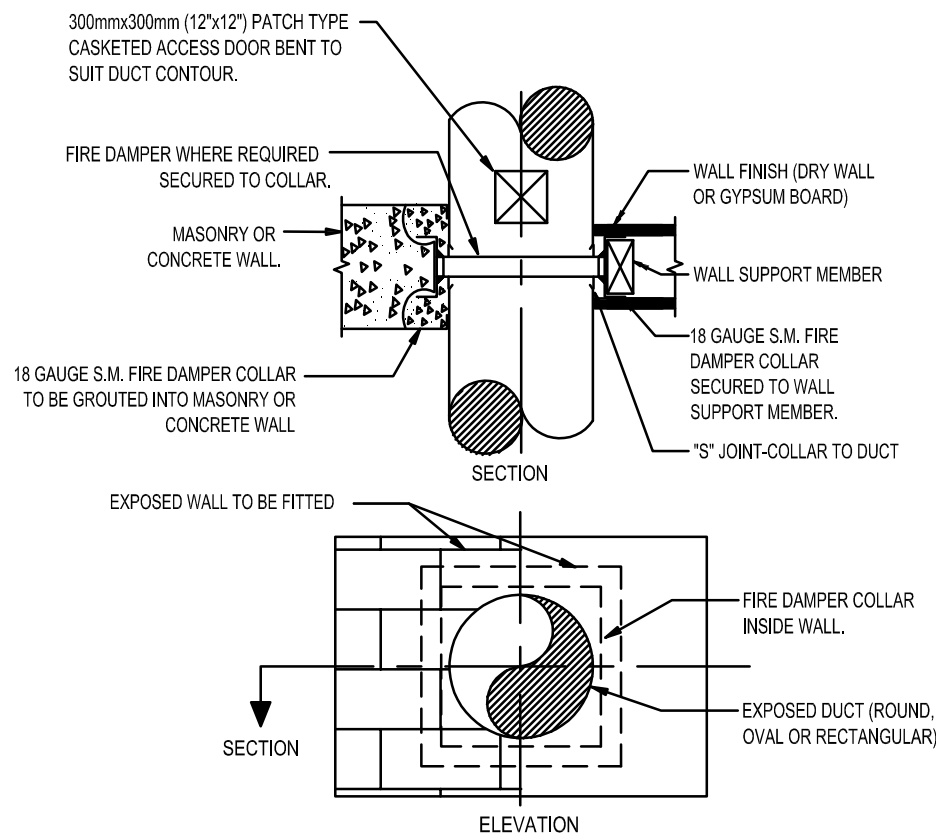 300mmx300mm (12"x12") PATCH TYPE
CASKETED ACCESS DOOR BENT TO
SUIT DUCT CONTOUR.
FIRE DAMPER WHERE REQUIRED
SECURED TO COLLAR.
MASONRY OR
CONCRETE WALL.
18 GAUGE S.M. FIRE DAMPER COLLAR
TO BE GROUTED INTO MASONRY OR
CONCRETE WALL
WALL FINISH (DRY WALL
OR GYPSUM BOARD)
WALL SUPPORT MEMBER
18 GAUGE S.M. FIRE
DAMPER COLLAR
SECURED TO WALL
SUPPORT MEMBER.
"S" JOINT-COLLAR TO DUCT
SECTION
EXPOSED WALL TO BE FITTED
FIRE DAMPER COLLAR
INSIDE WALL.
EXPOSED DUCT (ROUND,
OVAL OR RECTANGULAR)
SECTION
ELEVATION